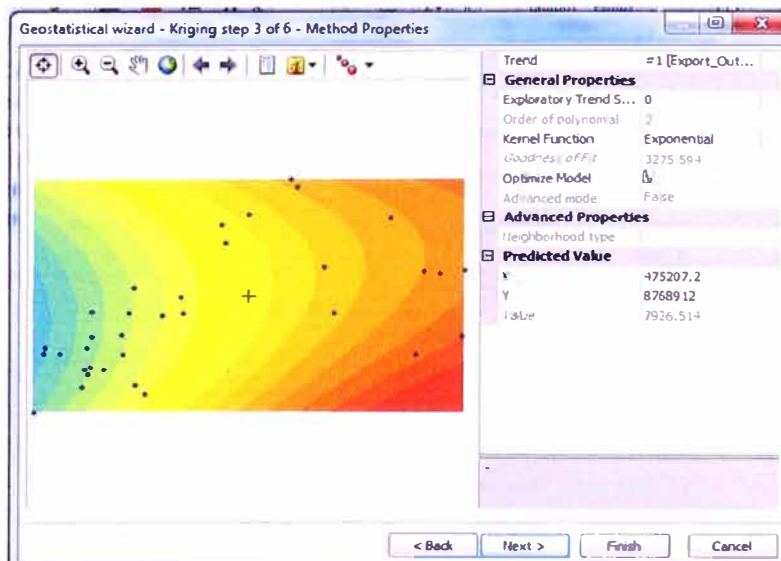 Geostatistical wizard - Kriging step 3 of 6 - Method Properties
Trend #1 [Export_Out...
General Properties
Exploratory Trend S... 0
Order of polynomial 2
Kernel Function Exponential
Goodness of Fit 3275.594
Optimize Model
Advanced mode False
Advanced Properties
Neighborhood type
Predicted Value
X 475207.2
Y 8768912
Value 7926.514
< Back Next > Finish Cancel